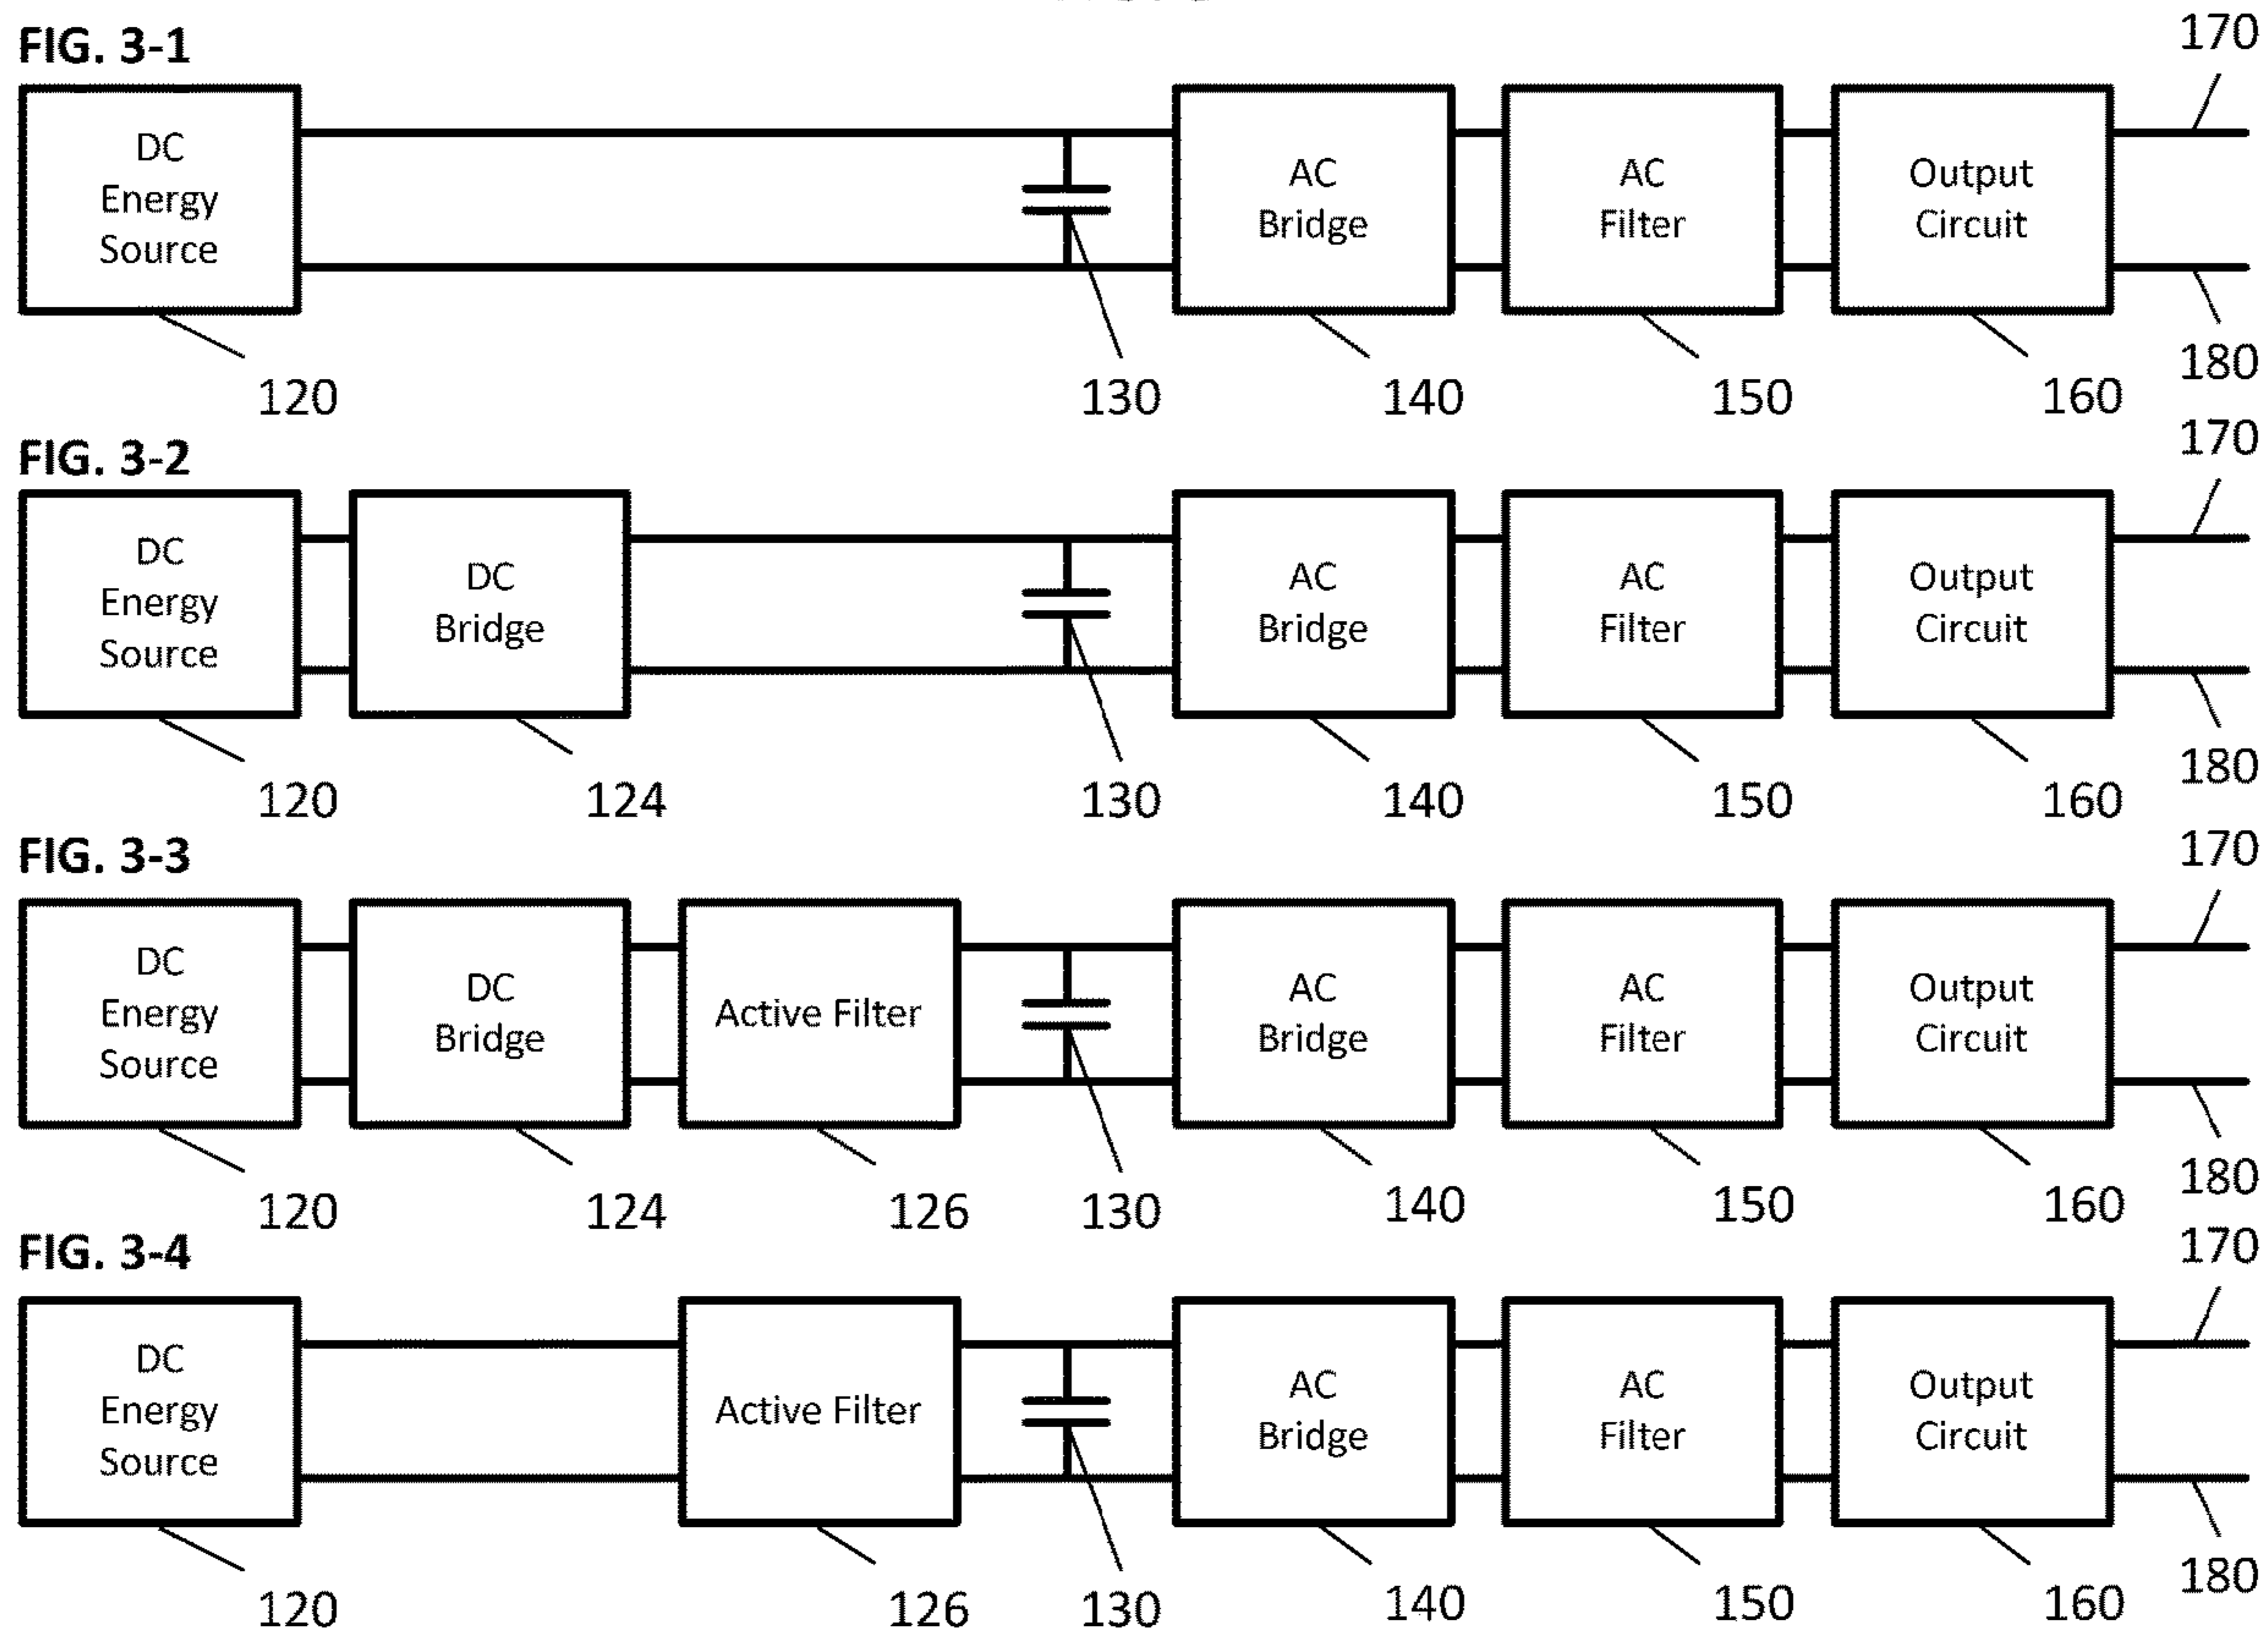 FIG. 3-1
170
DC
Energy
Source
AC
Bridge
AC
Filter
Output
Circuit
120
130
140
150
160
180
FIG. 3-2
170
DC
Energy
Source
DC
Bridge
AC
Bridge
AC
Filter
Output
Circuit
120
124
130
140
150
160
180
FIG. 3-3
170
DC
Energy
Source
DC
Bridge
Active Filter
AC
Bridge
AC
Filter
Output
Circuit
120
124
126
130
140
150
160
180
FIG. 3-4
170
DC
Energy
Source
Active Filter
AC
Bridge
AC
Filter
Output
Circuit
120
126
130
140
150
160
180